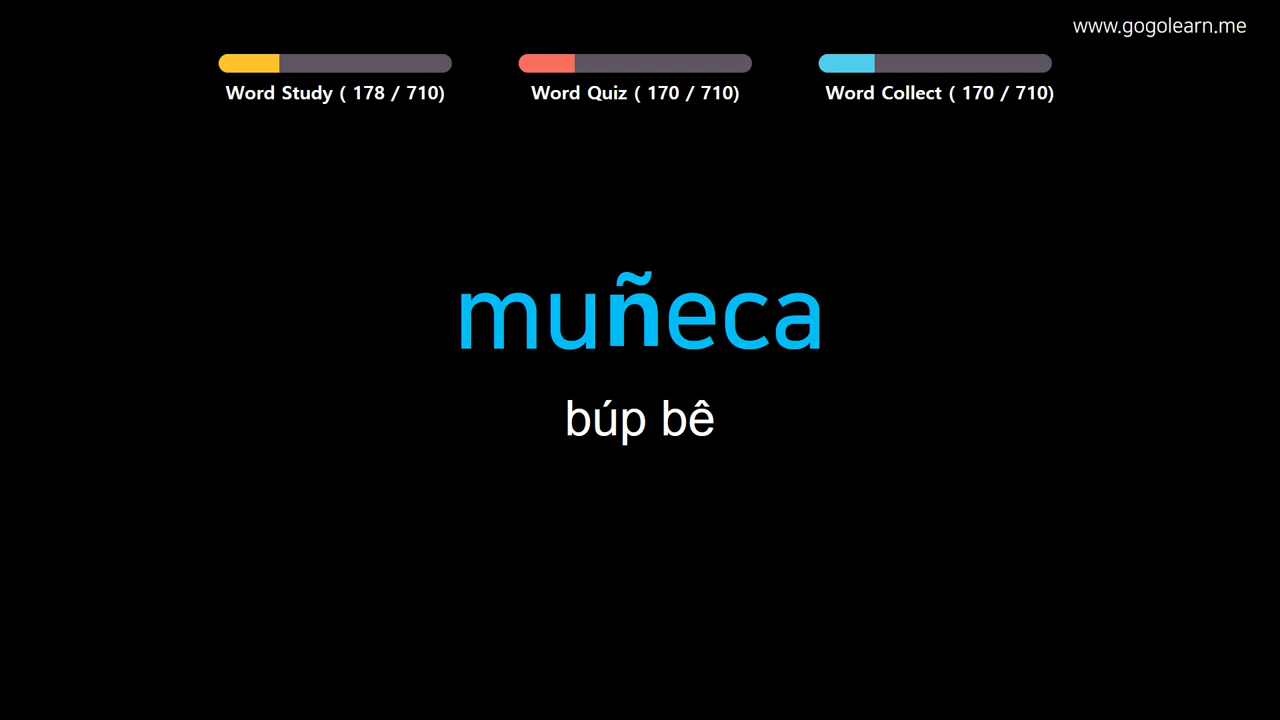 www.gogolearn.me
Word Study ( 178 / 710)
Word Quiz ( 170 / 710)
Word Collect ( 170 / 710)
muñeca
búp bê